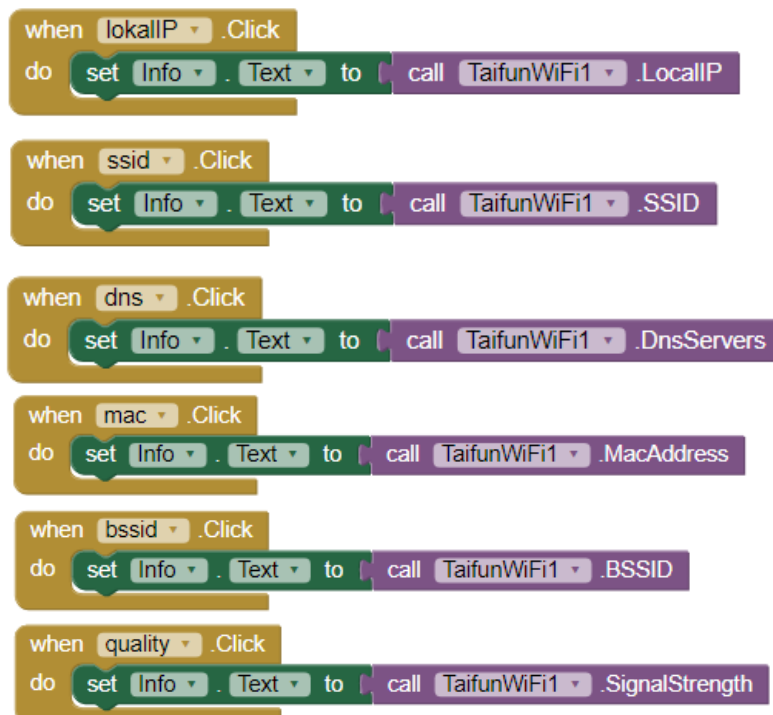 when lokalIP .Click
do set Info . Text to call TaifunWiFi1 .LocalIP
when ssid .Click
do set Info . Text to call TaifunWiFi1 .SSID
when dns .Click
do set Info . Text to call TaifunWiFi1 .DnsServers
when mac .Click
do set Info . Text to call TaifunWiFi1 .MacAddress
when bssid .Click
do set Info . Text to call TaifunWiFi1 .BSSID
when quality .Click
do set Info . Text to call TaifunWiFi1 .SignalStrength